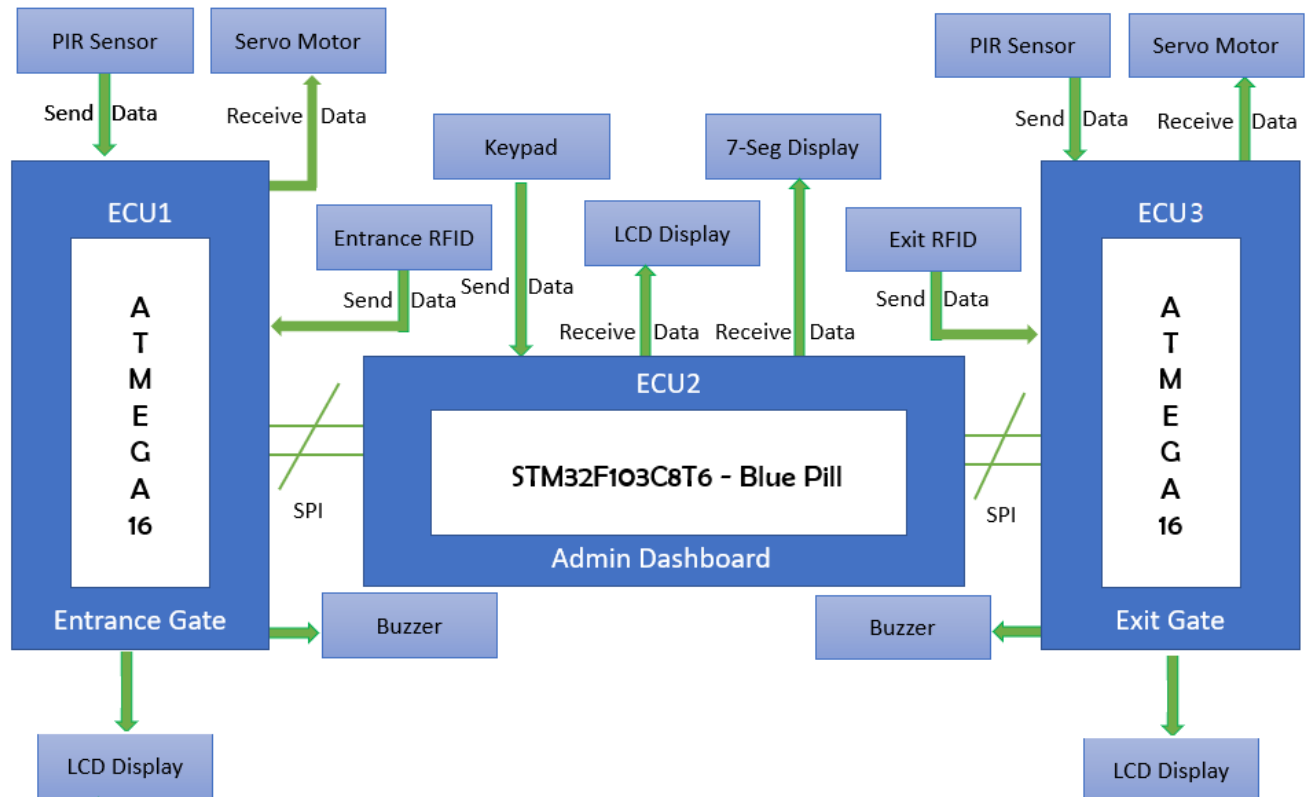 PIR Sensor
Servo Motor
PIR Sensor
Servo Motor
Send Data
Receive Data
Send Data
Receive Data
Keypad
7-Seg Display
ECU1
ECU3
Entrance RFID
LCD Display
Exit RFID
Send Data
Send Data
Send Data
Receive Data
Receive Data
ATMEGA16
ATMEGA16
ECU2
STM32F103C8T6 - Blue Pill
SPI
SPI
Admin Dashboard
Entrance Gate
Buzzer
Buzzer
Exit Gate
LCD Display
LCD Display